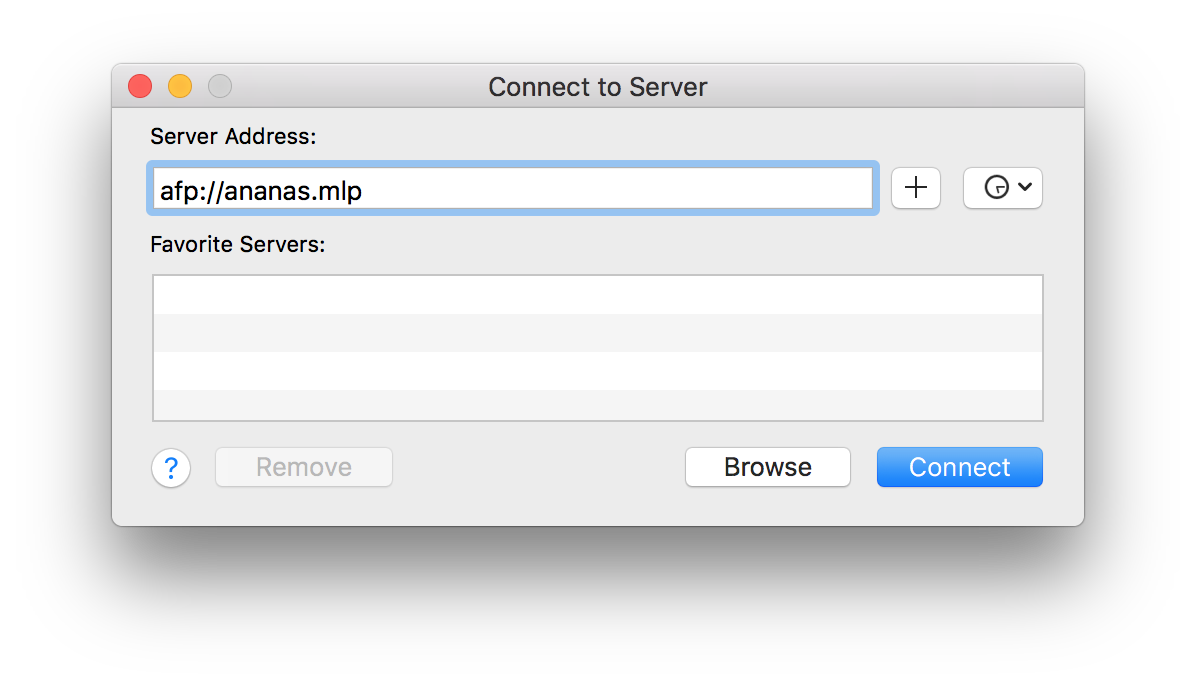 Connect to Server
Server Address:
afp://ananas.mlp
Favorite Servers:
? Remove Browse Connect